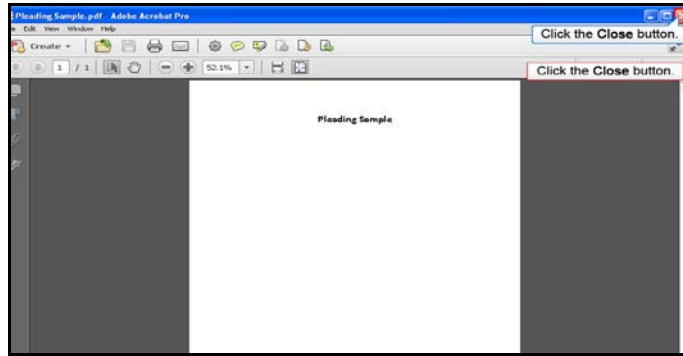 Pleading Sample.pdf - Adobe Acrobat Pro
e Edit View Window Help
Click the Close button.
Create
1 / 1 52.1%
Click the Close button.
Pleading Sample